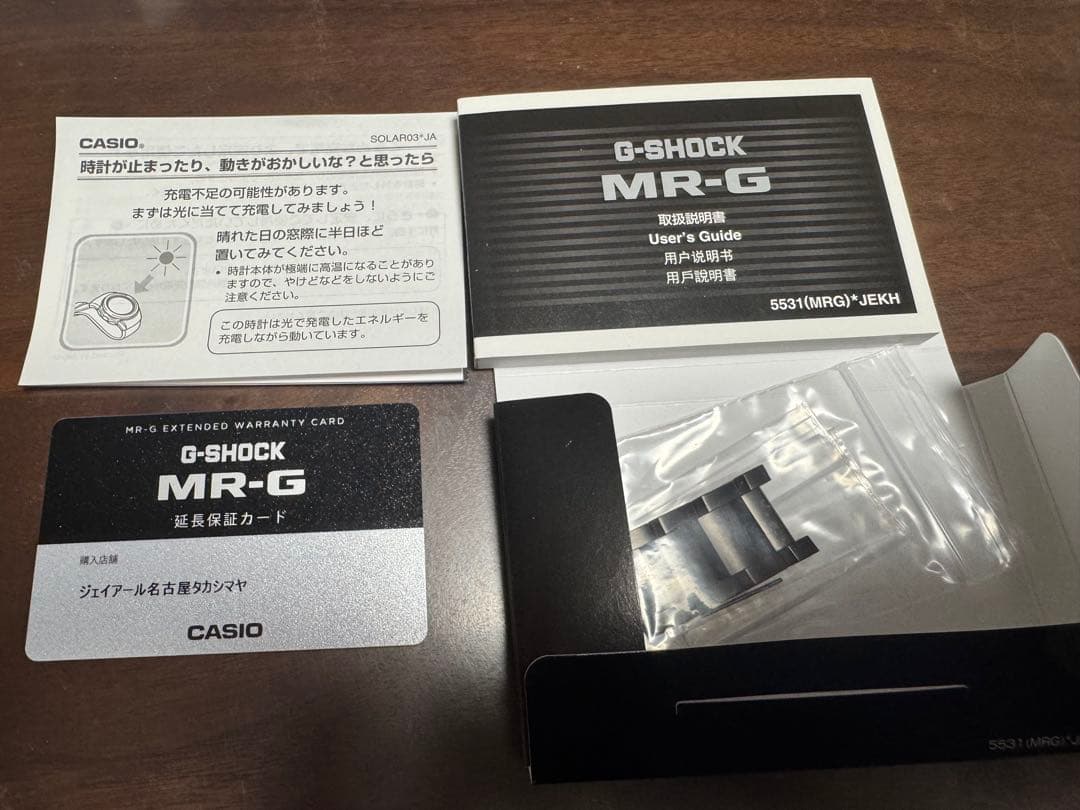 CASIO®
SOLAR03*JA
時計が止まったり、動きがおかしいな？と思ったら
充電不足の可能性があります。
まずは光に当てて充電してみましょう！
晴れた日の窓際に半日ほど
置いてみてください。
• 時計本体が極端に高温になることがあり
ますので、やけどなどをしないようにご
注意ください。
この時計は光で発電したエネルギーを
充電しながら動いています。
G-SHOCK
MR-G
取扱説明書
User's Guide
用户说明书
用戶說明書
5531(MRG)*JEKH
MR-G EXTENDED WARRANTY CARD
G-SHOCK
MR-G
延長保証カード
購入店舗
ジェイアール名古屋タカシマヤ
CASIO
5531(MRG)*J